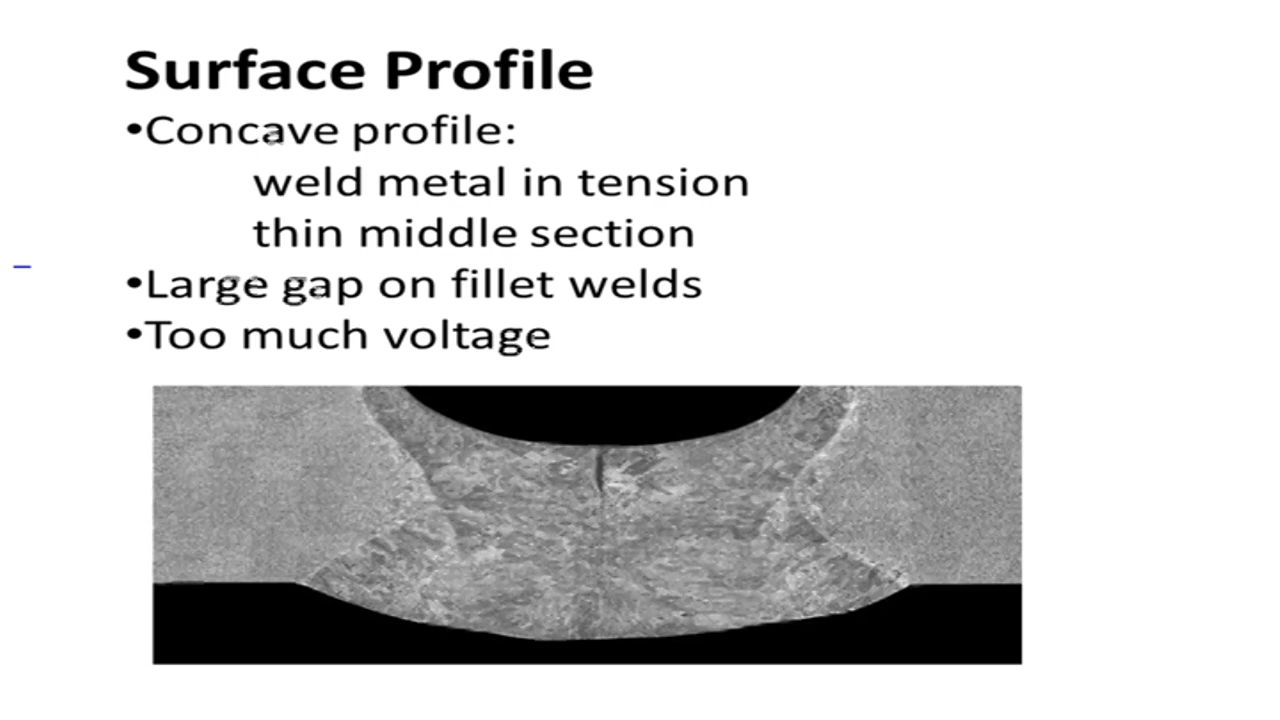 Surface Profile
•Concave profile:
weld metal in tension
thin middle section
•Large gap on fillet welds
•Too much voltage